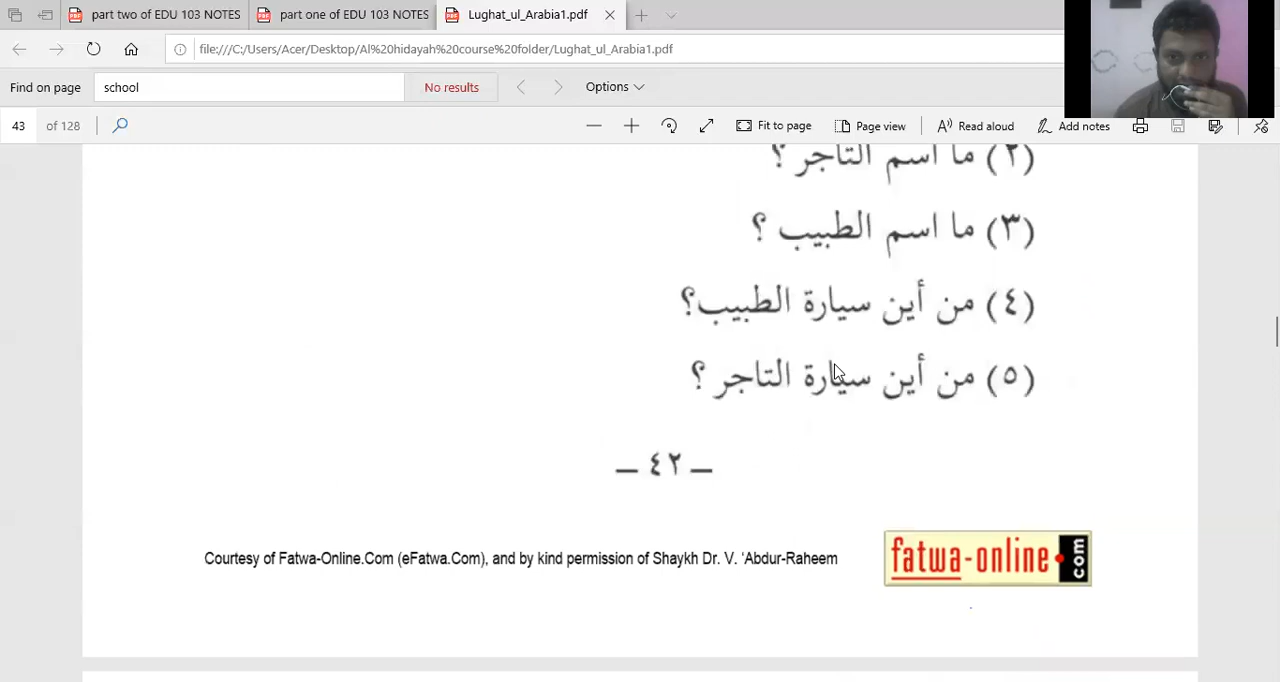 part two of EDU 103 NOTES
part one of EDU 103 NOTES
Lughat_ul_Arabia1.pdf
file:///C:/Users/Acer/Desktop/Al%20hidayah%20course%20folder/Lughat_ul_Arabia1.pdf
Find on page school No results Options
43 of 128 Fit to page Page view Read aloud Add notes
(٢) ما اسم التاجر ؟
(٣) ما اسم الطبيب ؟
(٤) من أين سيارة الطبيب؟
(٥) من أين سيارة التاجر ؟
– ٤٢ –
Courtesy of Fatwa-Online.Com (eFatwa.Com), and by kind permission of Shaykh Dr. V. ‘Abdur-Raheem
fatwa-online.com